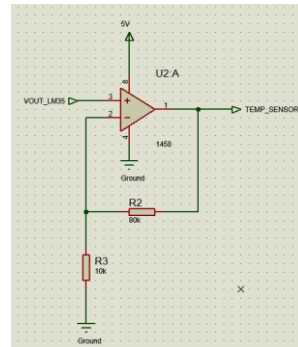 5V
8
U2:A
VOUT_LM35
3
1
TEMP_SENSOR
2
4
1458
Ground
R2
90k
R3
10k
Ground